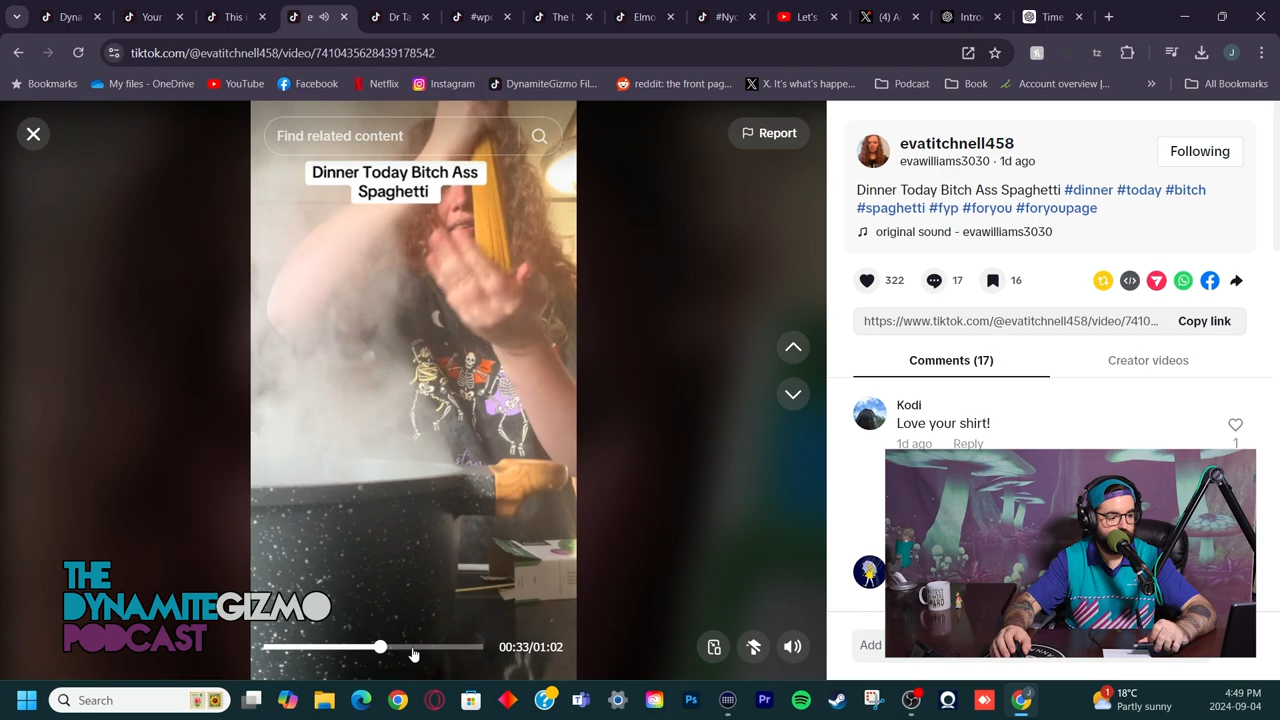 Dyna
Your
This i
e
Dr Ta
#wpe
The L
Elmo
#Nyc
Let's
(4) A
Intro
Time
tiktok.com/@evatitchnell458/video/7410435628439178542
tz
J
Bookmarks
My files - OneDrive
YouTube
Facebook
Netflix
Instagram
DynamiteGizmo Fil...
reddit: the front pag...
X. It's what's happe...
Podcast
Book
Account overview |...
»
All Bookmarks
Find related content
Report
Dinner Today Bitch Ass
Spaghetti
evatitchnell458
evawilliams3030 · 1d ago
Following
Dinner Today Bitch Ass Spaghetti #dinner #today #bitch
#spaghetti #fyp #foryou #foryoupage
original sound - evawilliams3030
322
17
16
https://www.tiktok.com/@evatitchnell458/video/7410...
Copy link
Comments (17)
Creator videos
Kodi
Love your shirt!
1d ago Reply
1
Add
THE
DYNAMITEGIZMO
PODCAST
00:33/01:02
Search
18°C
Partly sunny
4:49 PM
2024-09-04